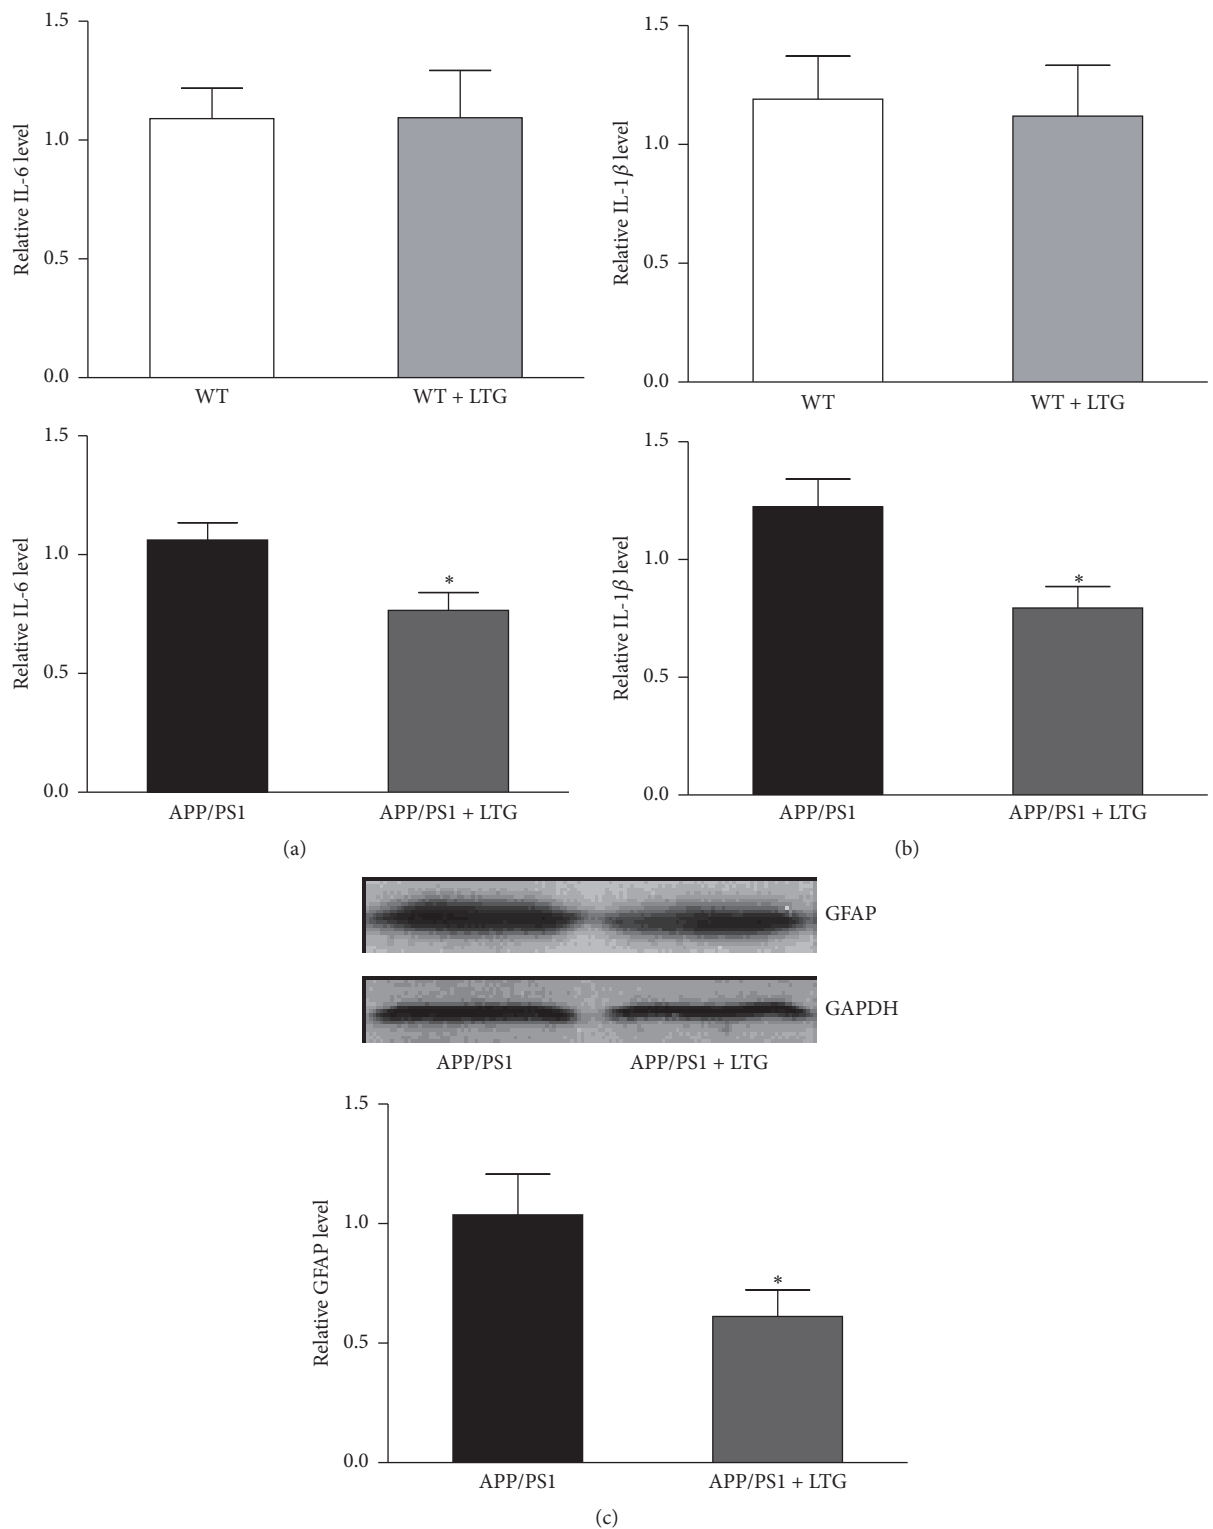 1.5
1.0
0.5
0.0
Relative IL-6 level
WT
WT + LTG
1.5
1.0
0.5
0.0
Relative IL-1β level
WT
WT + LTG
1.5
1.0
0.5
0.0
Relative IL-6 level
*
APP/PS1
APP/PS1 + LTG
(a)
1.5
1.0
0.5
0.0
Relative IL-1β level
*
APP/PS1
APP/PS1 + LTG
(b)
GFAP
GAPDH
APP/PS1
APP/PS1 + LTG
1.5
1.0
0.5
0.0
Relative GFAP level
*
APP/PS1
APP/PS1 + LTG
(c)